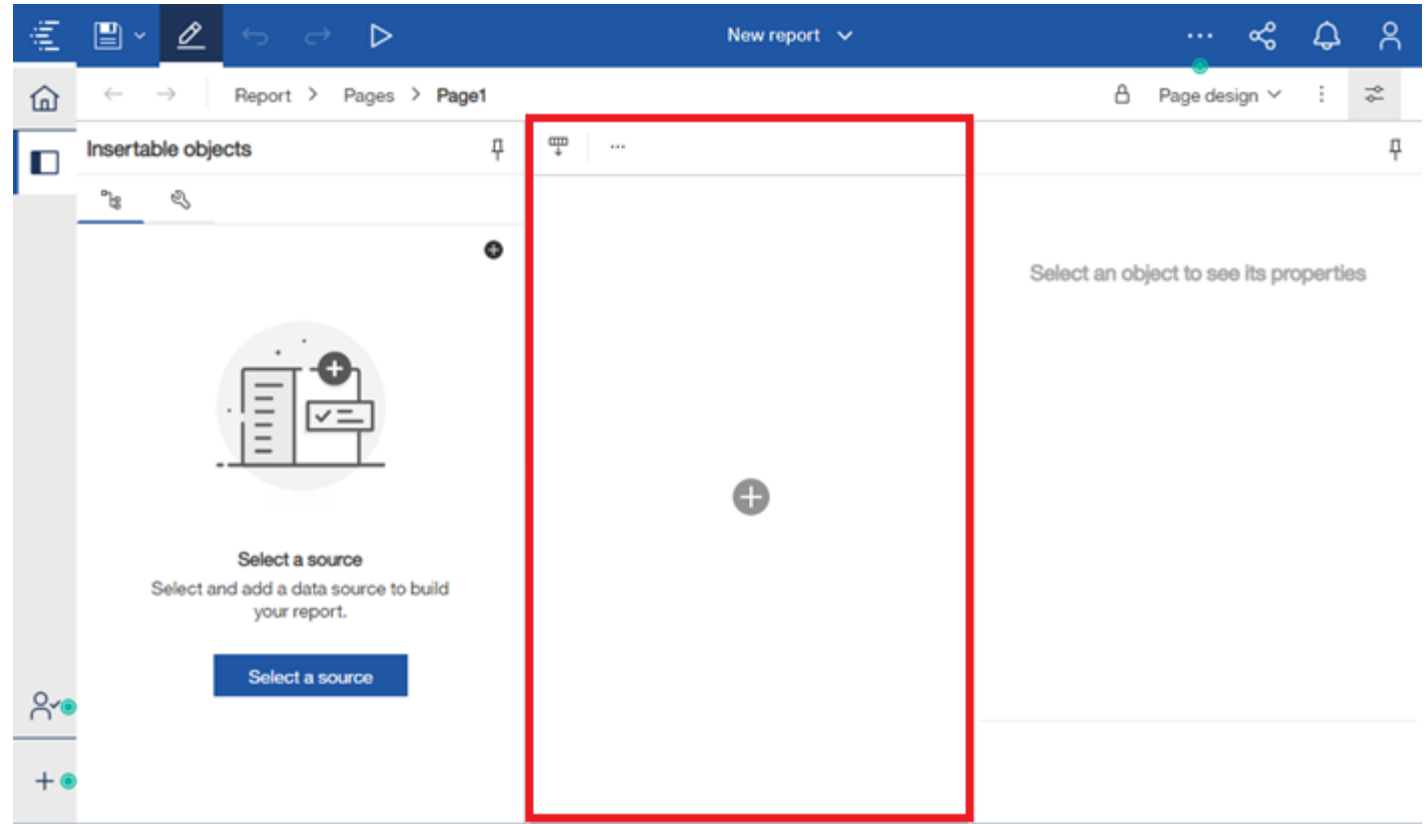 New report
Report > Pages > Page1
Page design
Insertable objects
...
Select an object to see its properties
Select a source
Select and add a data source to build
your report.
Select a source